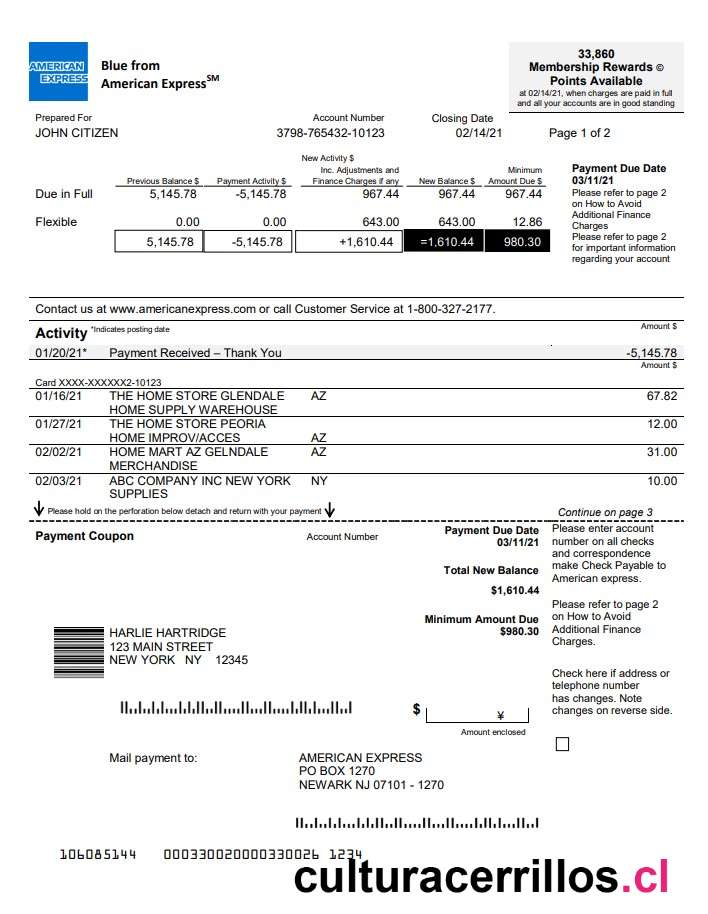 AMERICAN
EXPRESS
Blue from
American ExpressSM
33,860
Membership Rewards ©
Points Available
at 02/14/21, when charges are paid in full
and all your accounts are in good standing
Prepared For
JOHN CITIZEN
Account Number
3798-765432-10123
Closing Date
02/14/21
Page 1 of 2
Previous Balance $ Payment Activity $ New Activity $ Inc. Adjustments and Finance Charges if any New Balance $ Minimum Amount Due $
Due in Full 5,145.78 -5,145.78 967.44 967.44 967.44
Flexible 0.00 0.00 643.00 643.00 12.86
5,145.78 -5,145.78 +1,610.44 =1,610.44 980.30
Payment Due Date
03/11/21
Please refer to page 2
on How to Avoid
Additional Finance
Charges
Please refer to page 2
for important information
regarding your account
Contact us at www.americanexpress.com or call Customer Service at 1-800-327-2177.
Activity *Indicates posting date Amount $
01/20/21* Payment Received – Thank You -5,145.78
Amount $
Card XXXX-XXXXXX2-10123
01/16/21 THE HOME STORE GLENDALE AZ 67.82
HOME SUPPLY WAREHOUSE
01/27/21 THE HOME STORE PEORIA 12.00
HOME IMPROV/ACCES AZ
02/02/21 HOME MART AZ GELNDALE AZ 31.00
MERCHANDISE
02/03/21 ABC COMPANY INC NEW YORK NY 10.00
SUPPLIES
Please hold on the perforation below detach and return with your payment
Continue on page 3
Payment Coupon
Account Number
Payment Due Date
03/11/21
Total New Balance
$1,610.44
Minimum Amount Due
$980.30
Please enter account
number on all checks
and correspondence
make Check Payable to
American express.
Please refer to page 2
on How to Avoid
Additional Finance
Charges.
Check here if address or
telephone number
has changes. Note
changes on reverse side.
HARLIE HARTRIDGE
123 MAIN STREET
NEW YORK NY 12345
$ ¥
Amount enclosed
Mail payment to:
AMERICAN EXPRESS
PO BOX 1270
NEWARK NJ 07101 - 1270
106085144 000330020000330026 1234
culturacerrillos.cl